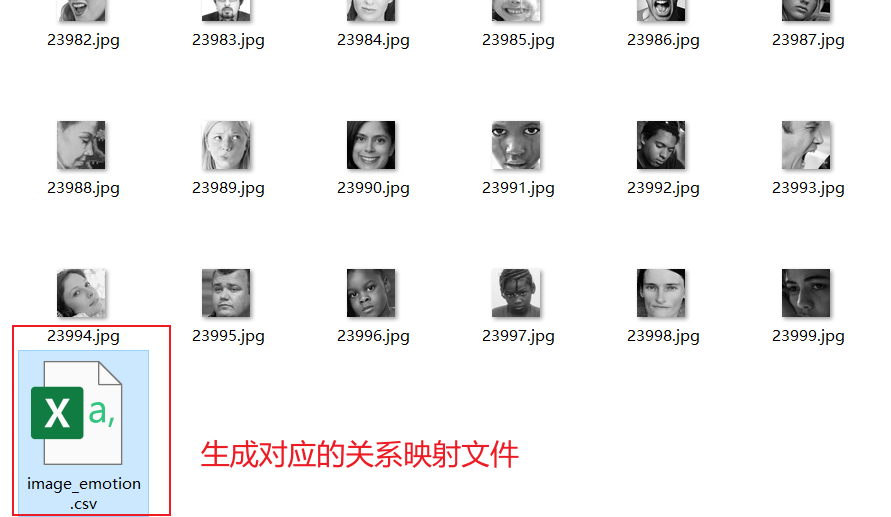 23982.jpg
23983.jpg
23984.jpg
23985.jpg
23986.jpg
23987.jpg
23988.jpg
23989.jpg
23990.jpg
23991.jpg
23992.jpg
23993.jpg
23994.jpg
23995.jpg
23996.jpg
23997.jpg
23998.jpg
23999.jpg
X a,
image_emotion
.csv
生成对应的关系映射文件